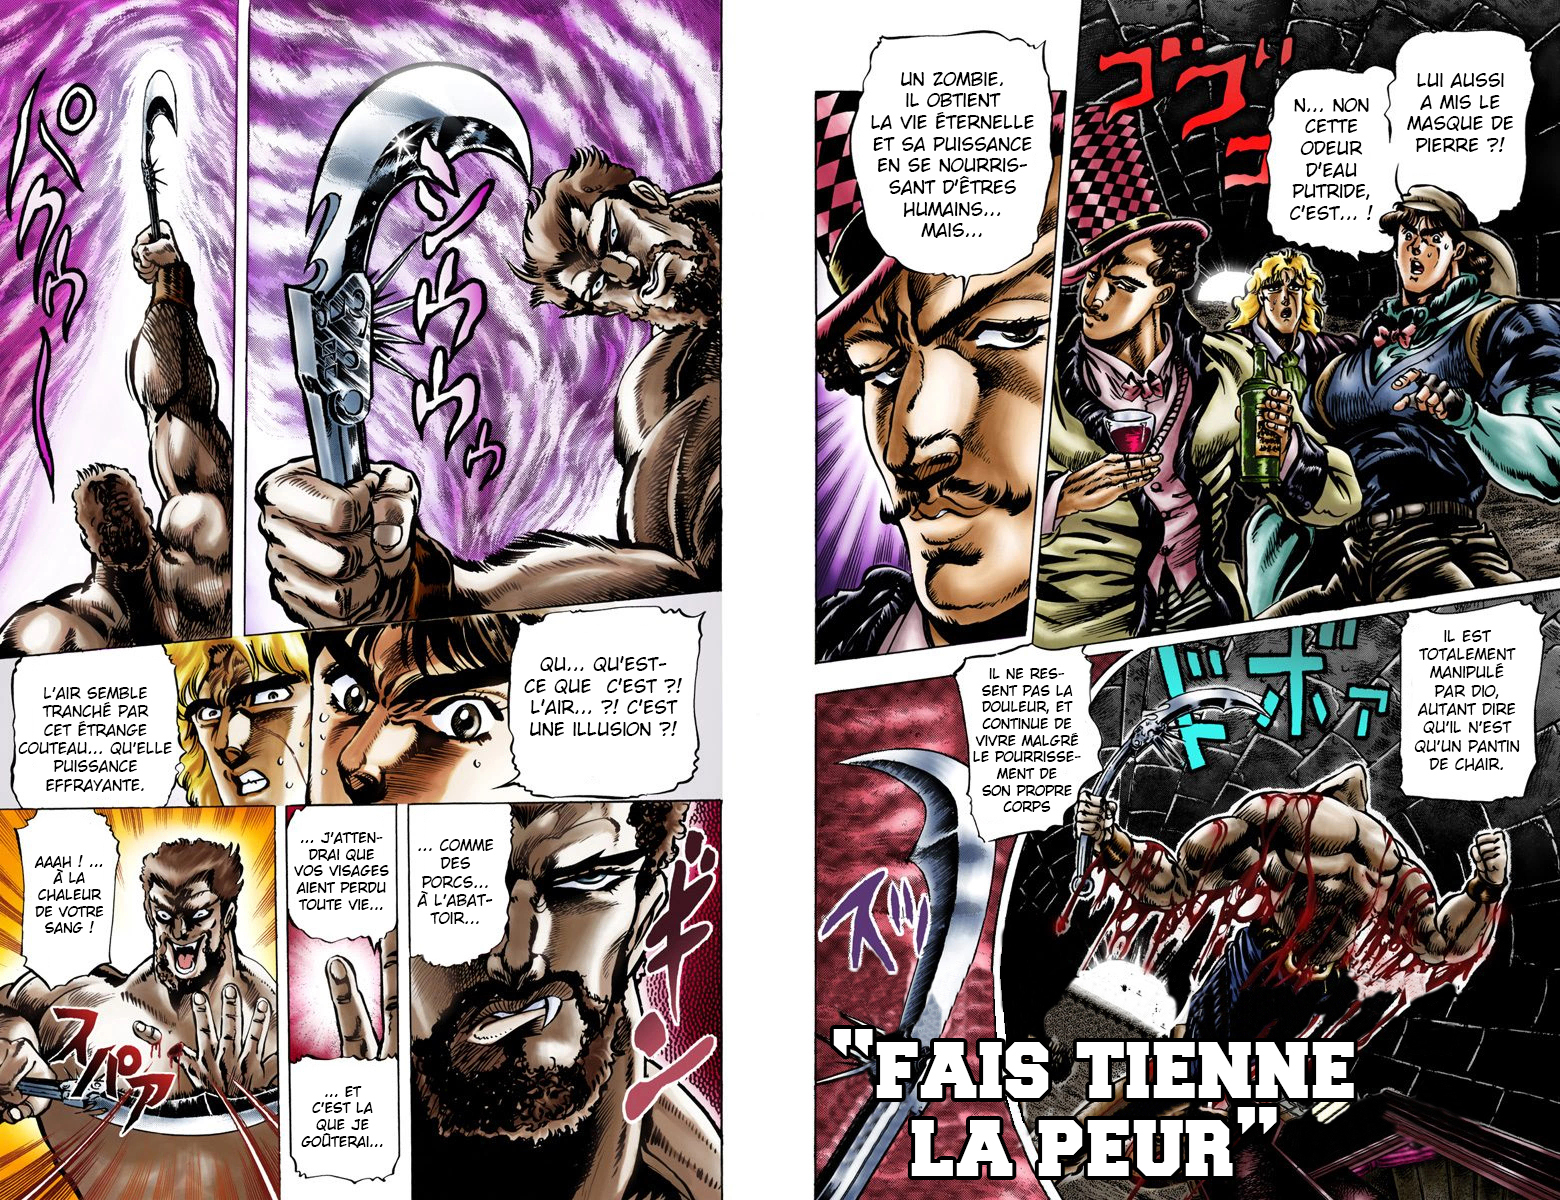 LUI AUSSI
A MIS LE
MASQUE DE
PIERRE ?!
N... NON
CETTE
ODEUR
D'EAU
PUTRIDE,
C'EST... !
ゴゴゴ
UN ZOMBIE.
IL OBTIENT
LA VIE ÉTERNELLE
ET SA PUISSANCE
EN SE NOURRIS-
SANT D'ÊTRES
HUMAINS...
MAIS...
IL EST
TOTALEMENT
MANIPULÉ
PAR DIO,
AUTANT DIRE
QU'IL N'EST
QU'UN PANTIN
DE CHAIR.
ボァ
ドド
IL NE RES-
SENT PAS LA
DOULEUR, ET
CONTINUE DE
VIVRE MALGRÉ
LE POURRISSE-
MENT DE
SON PROPRE
CORPS
ズッ
"FAIS TIENNE
LA PEUR"
ンヴヴヴゥ
パクゥゥー
QU... QU'EST-
CE QUE C'EST ?!
L'AIR... ?! C'EST
UNE ILLUSION ?!
L'AIR SEMBLE
TRANCHÉ PAR
CET ÉTRANGE
COUTEAU... QU'ELLE
PUISSANCE
EFFRAYANTE.
... COMME
DES
PORCS...
À L'ABAT-
TOIR...
ギン
... J'ATTEN-
DRAI QUE
VOS VISAGES
AIENT PERDU
TOUTE VIE...
... ET
C'EST LA
QUE JE
GOÛTERAI...
AAAH ! ...
À LA
CHALEUR
DE VOTRE
SANG !
スパァ